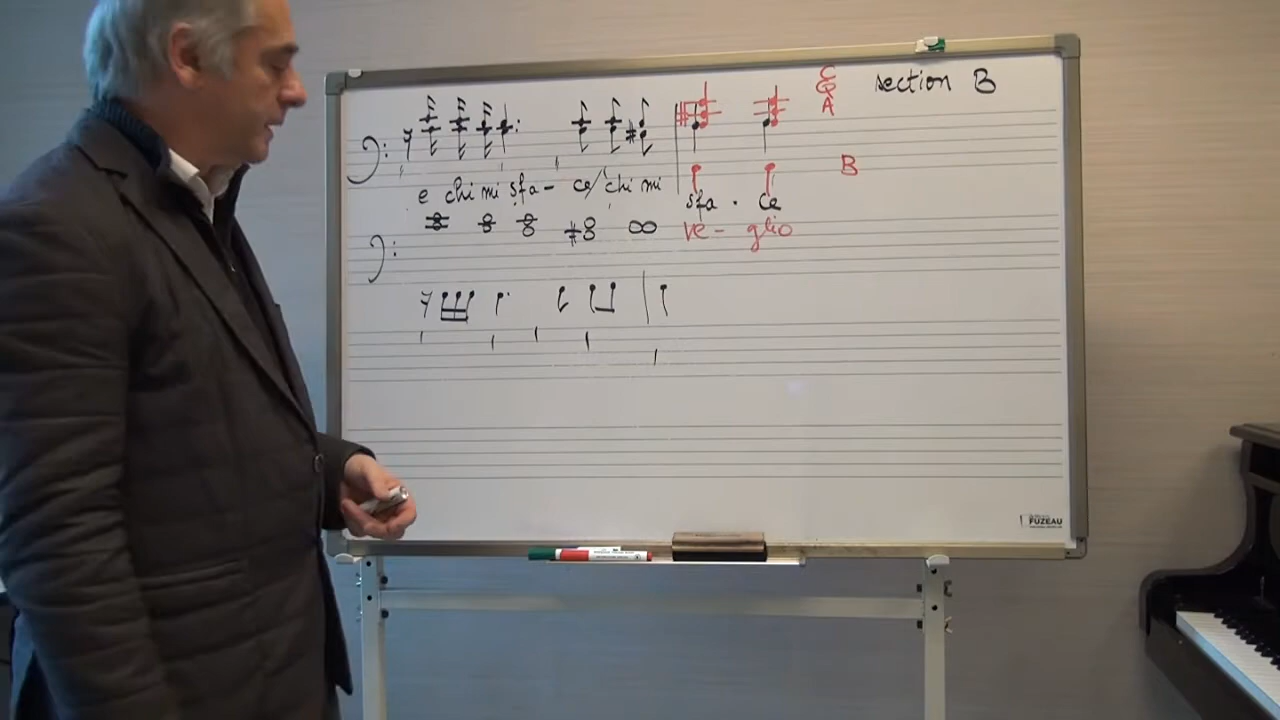 section B
C
Q
A
B
e chi mi sfa- ce/ chi mi sfa . ce
ve - glio
FUZEAU